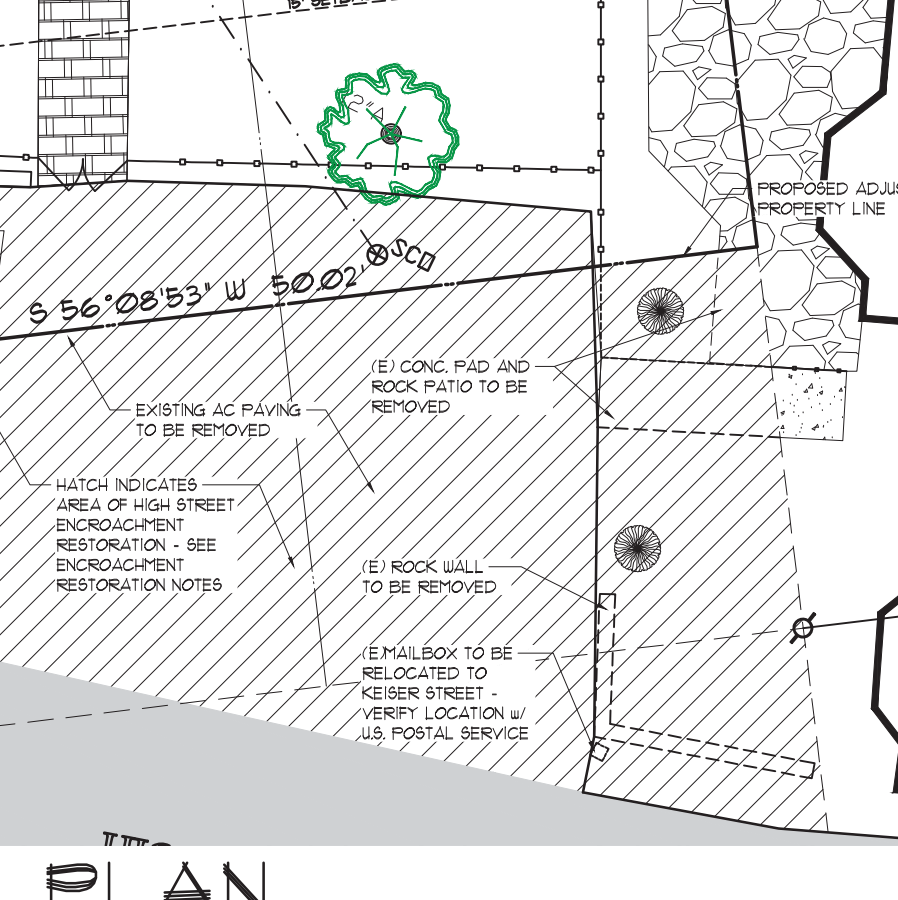 15' SETBA
PROPOSED ADJUS
PROPERTY LINE
SCO
S 56°08'53" W 50.02'
(E) CONC. PAD AND
ROCK PATIO TO BE
REMOVED
EXISTING AC PAVING
TO BE REMOVED
HATCH INDICATES
AREA OF HIGH STREET
ENCROACHMENT
RESTORATION - SEE
ENCROACHMENT
RESTORATION NOTES
(E) ROCK WALL
TO BE REMOVED
(E)MAILBOX TO BE
RELOCATED TO
KEISER STREET -
VERIFY LOCATION w/
U.S. POSTAL SERVICE
PLAN